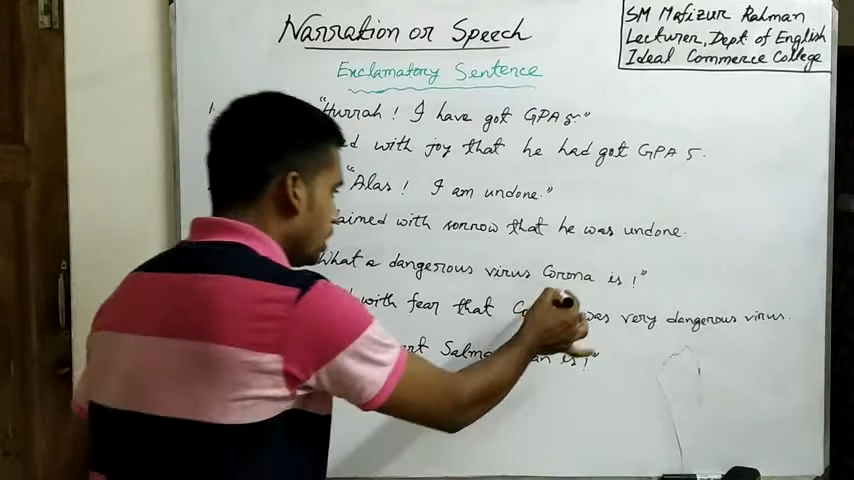 Narration or Speech
SM Mafizur Rahman
Lecturer, Dept of English
Ideal Commerce College
Exclamatory Sentence
1. "Hurrah! I have got GPA 5."
with joy that he had got GPA 5.
"Alas! I am undone."
with sorrow that he was undone.
What a dangerous virus Corona is!"
with fear that was very dangerous virus.
is!"